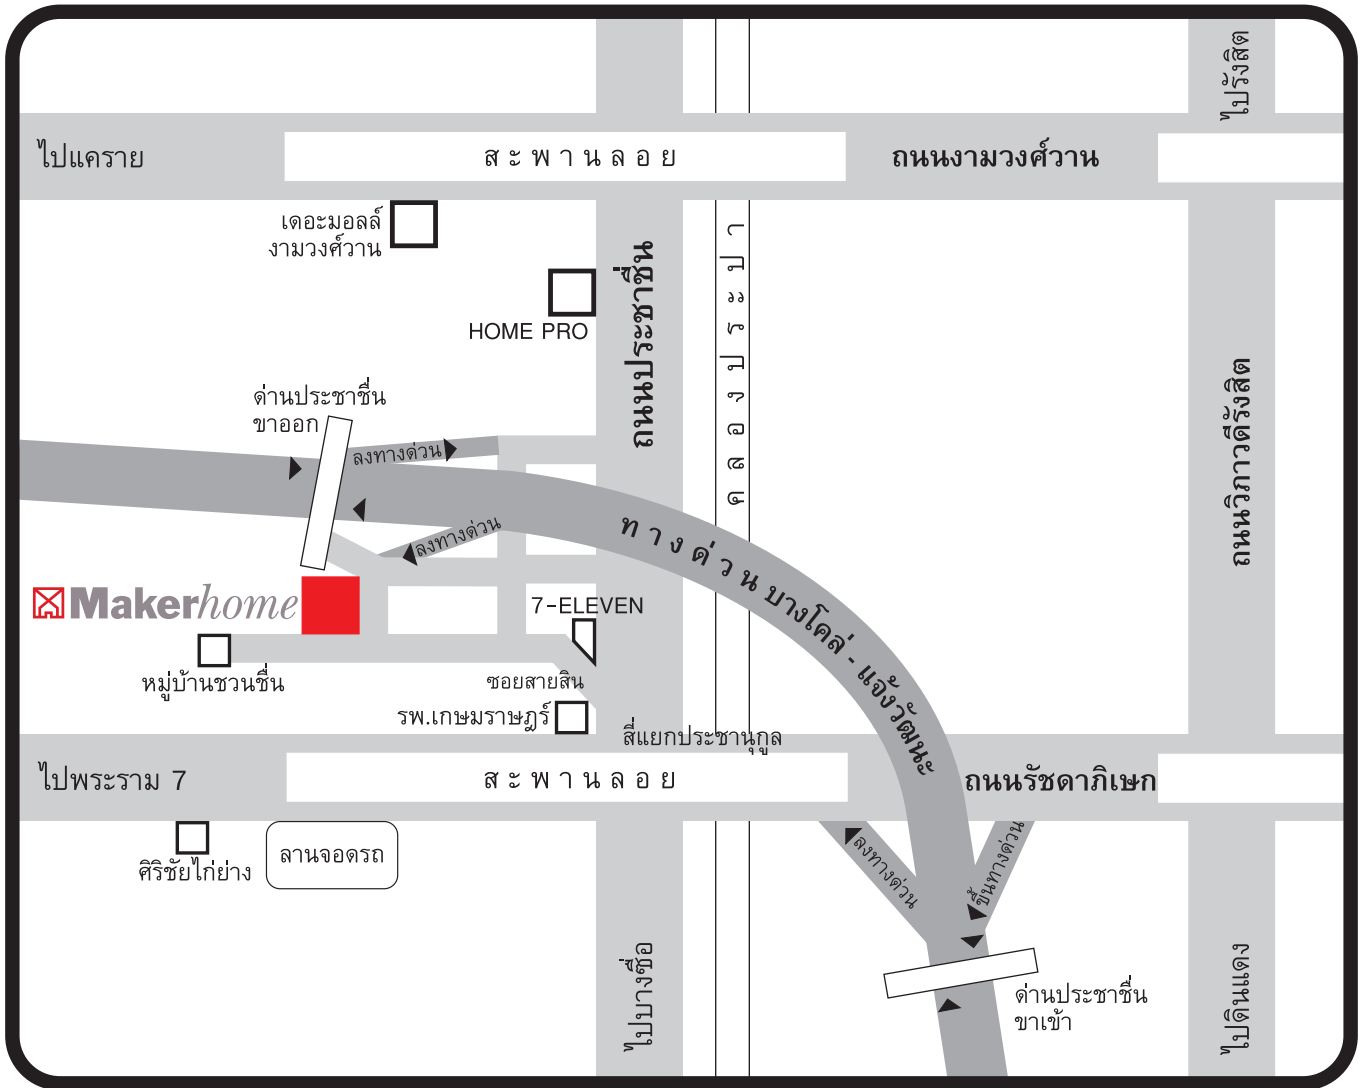 ไปรังสิต
ไปแคราย
สะพานลอย
ถนนงามวงศ์วาน
เดอะมอลล์
งามวงศ์วาน
HOME PRO
ถนนประชาชื่น
คลองประปา
ถนนวิภาวดีรังสิต
ด่านประชาชื่น
ขาออก
ลงทางด่วน
ลงทางด่วน
ทางด่วน บางโคล่ - แจ้งวัฒนะ
Makerhome
7-ELEVEN
หมู่บ้านชวนชื่น
ซอยสายสิน
รพ.เกษมราษฎร์
สี่แยกประชานุกูล
ไปพระราม 7
สะพานลอย
ถนนรัชดาภิเษก
ศิริชัยไก่ย่าง
ลานจอดรถ
ลงทางด่วน
ขึ้นทางด่วน
ไปบางซื่อ
ด่านประชาชื่น
ขาเข้า
ไปดินแดง